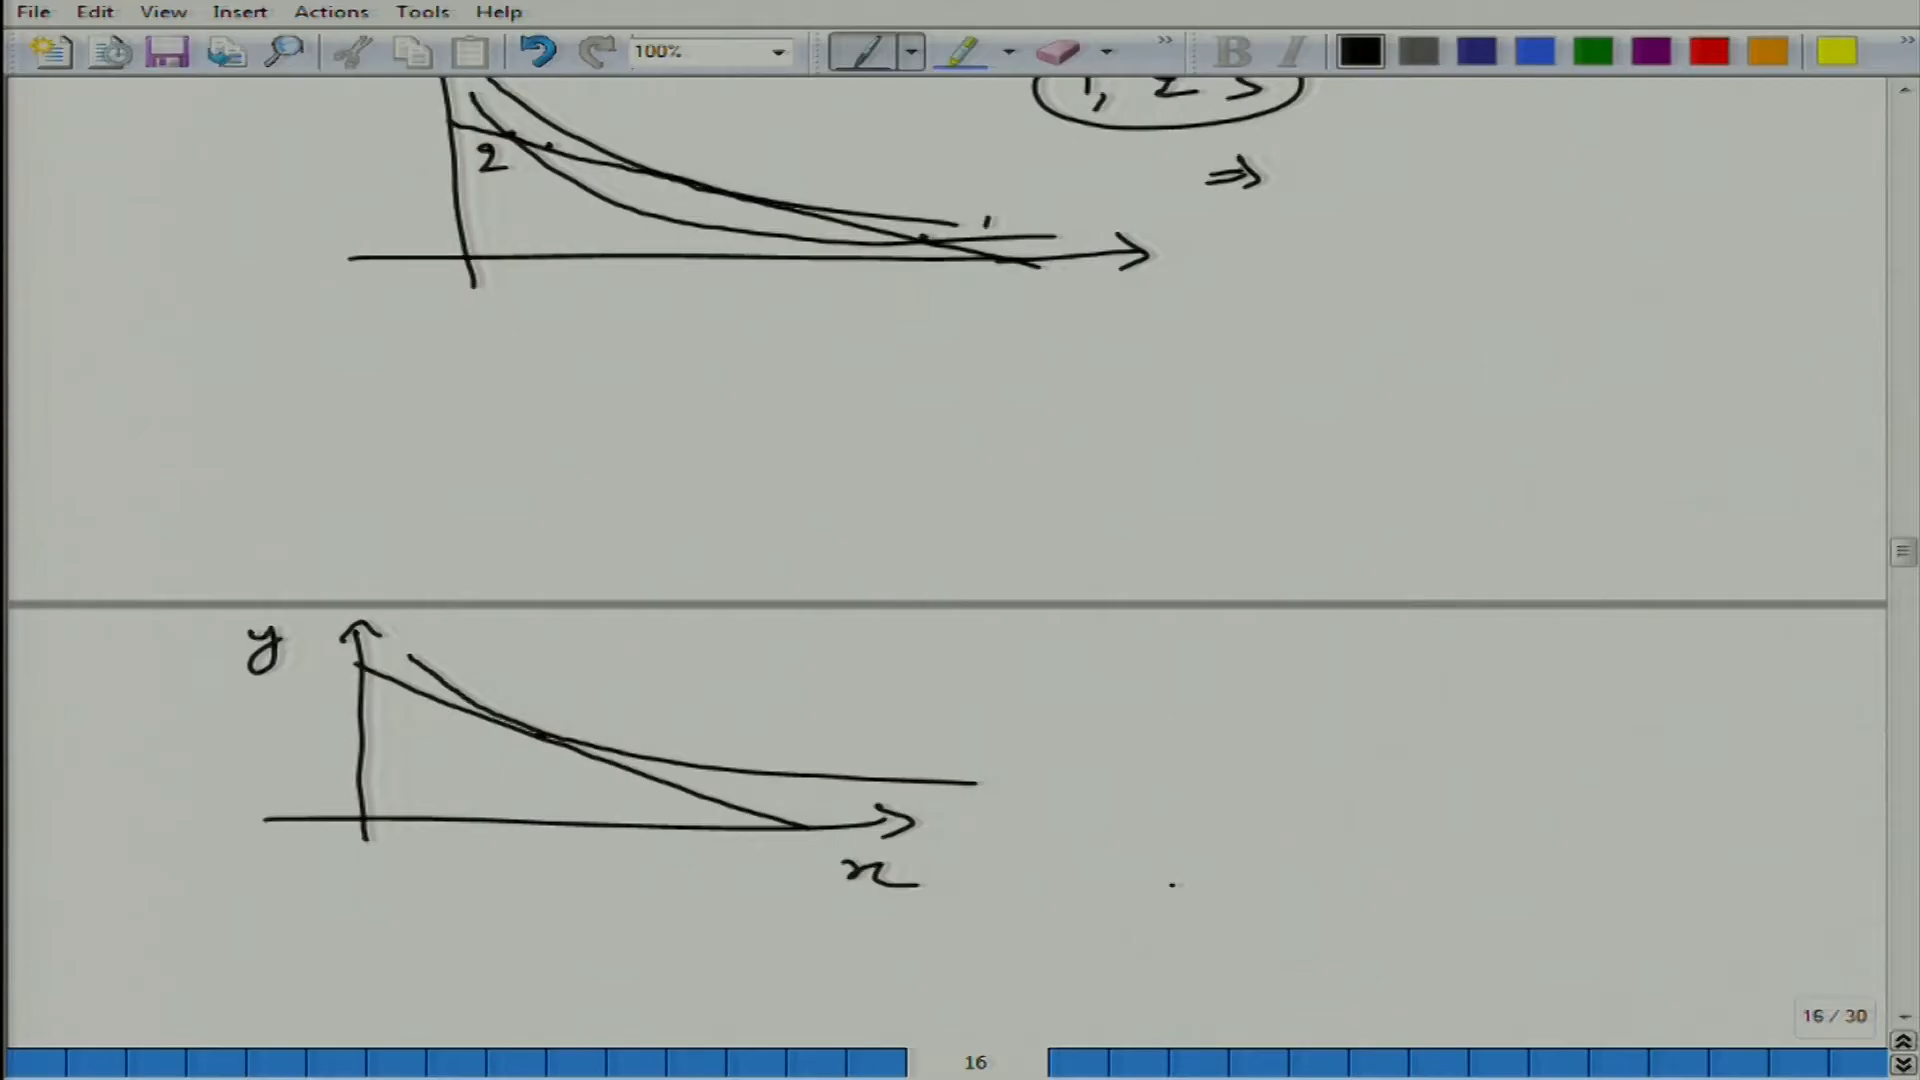 File Edit View Insert Actions Tools Help
100%
B I
1, 2 3
2
1
⇒
y
x
16 / 30
16